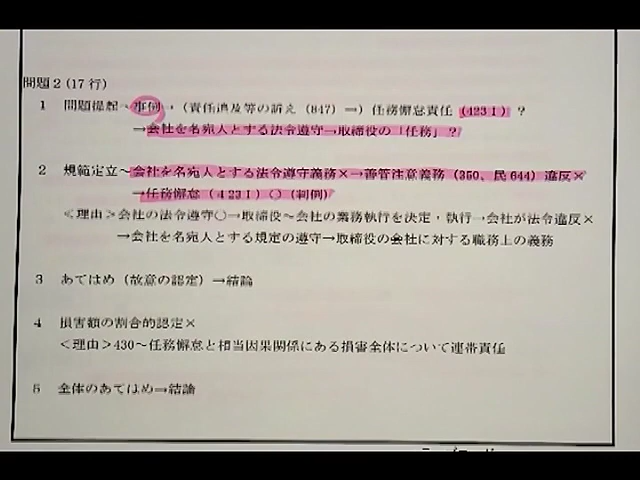 問題２（17 行）
１　問題提起→事例→（責任追及等の訴え（847）⇒）任務懈怠責任（423Ⅰ）？
→会社を名宛人とする法令遵守→取締役の「任務」？
２　規範定立～会社を名宛人とする法令遵守義務×→善管注意義務（350、民 644）違反×
→任務懈怠（４２３Ⅰ）○（判例）
＜理由＞会社の法令遵守○→取締役～会社の業務執行を決定・執行→会社が法令違反×
→会社を名宛人とする規定の遵守→取締役の会社に対する職務上の義務
３　あてはめ（故意の認定）→結論
４　損害額の割合的認定×
＜理由＞430～任務懈怠と相当因果関係にある損害全体について連帯責任
５　全体のあてはめ→結論